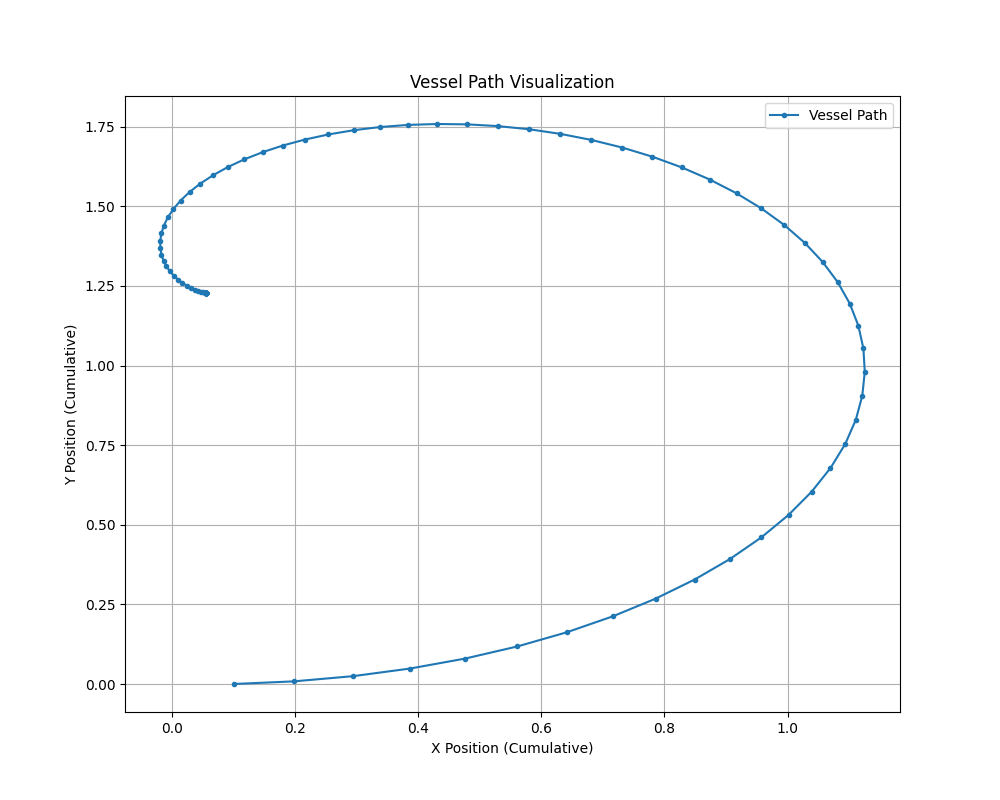 Vessel Path Visualization
Vessel Path
Y Position (Cumulative)
1.75
1.50
1.25
1.00
0.75
0.50
0.25
0.00
0.0 0.2 0.4 0.6 0.8 1.0
X Position (Cumulative)